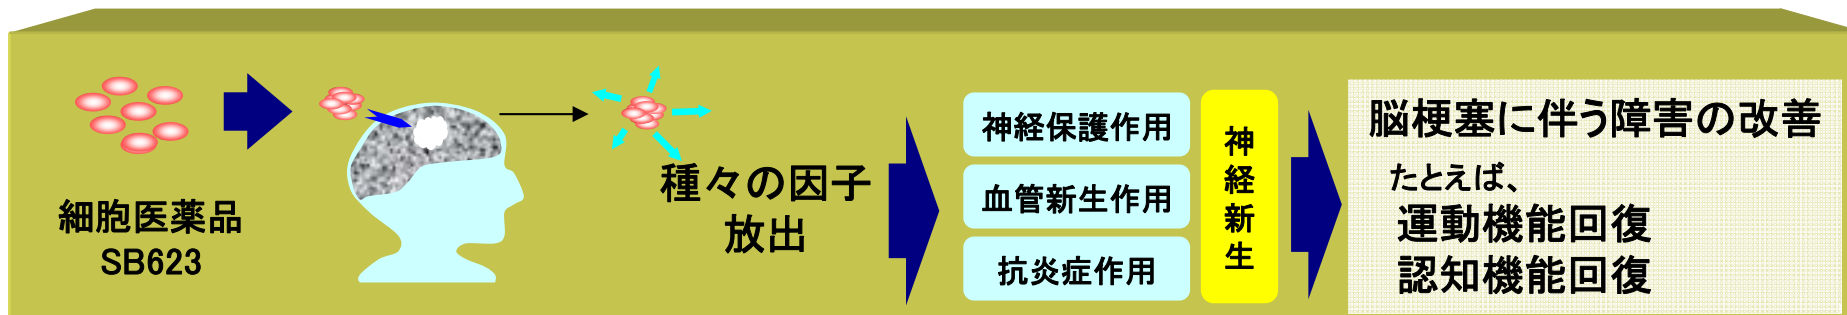 細胞医薬品
SB623
種々の因子
放出
神経保護作用
血管新生作用
抗炎症作用
神経新生
脳梗塞に伴う障害の改善
たとえば、
運動機能回復
認知機能回復